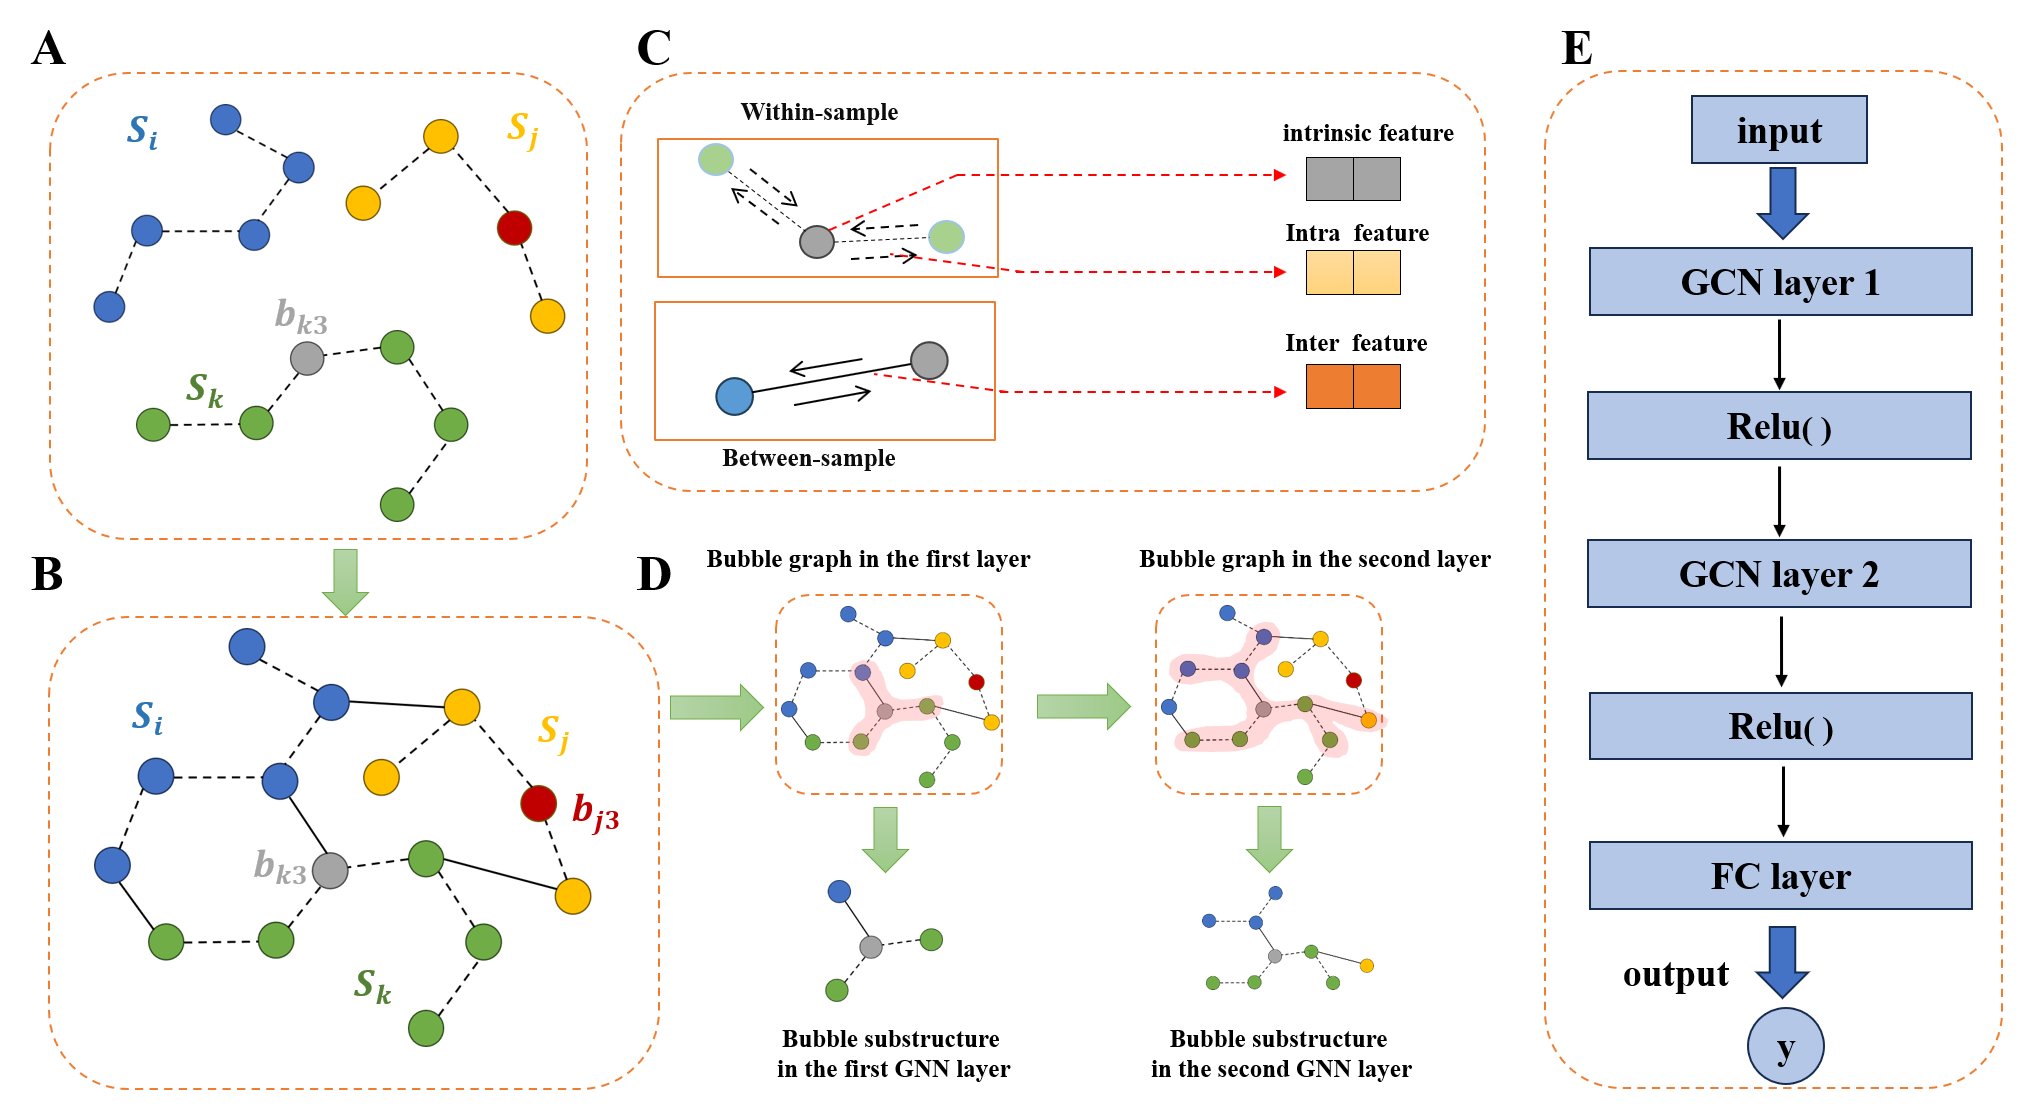 A
S_i
S_j
b_{k3}
S_k
B
S_i
S_j
b_{j3}
b_{k3}
S_k
C
Within-sample
intrinsic feature
Intra feature
Inter feature
Between-sample
D
Bubble graph in the first layer
Bubble graph in the second layer
Bubble substructure
in the first GNN layer
Bubble substructure
in the second GNN layer
E
input
GCN layer 1
Relu( )
GCN layer 2
Relu( )
FC layer
output
y